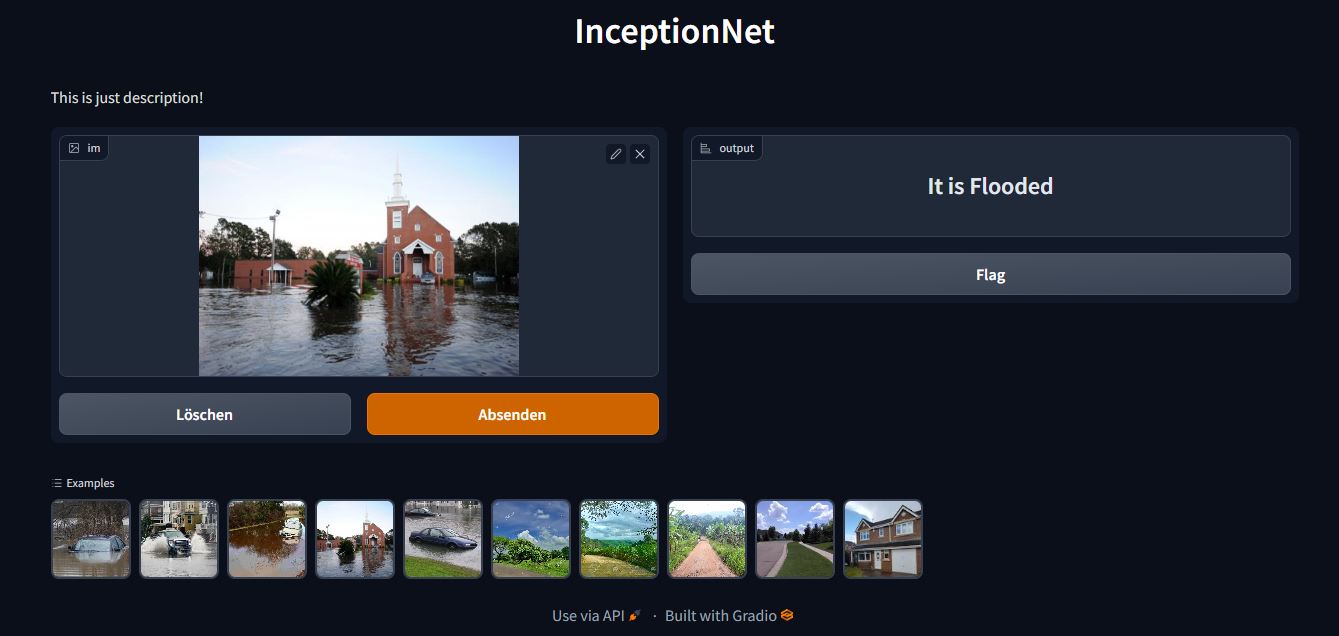 InceptionNet
This is just description!
im
output
It is Flooded
Flag
Löschen
Absenden
Examples
Use via API · Built with Gradio